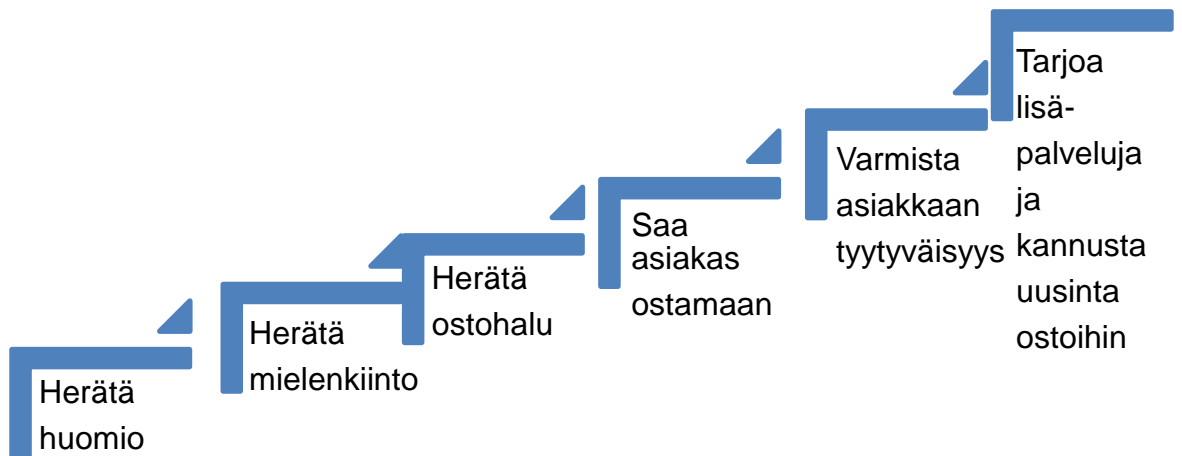 Herätä
huomio
Herätä
mielenkiinto
Herätä
ostohalu
Saa
asiakas
ostamaan
Varmista
asiakkaan
tyytyväisyys
Tarjoa
lisä-
palveluja
ja
kannusta
uusinta
ostoihin